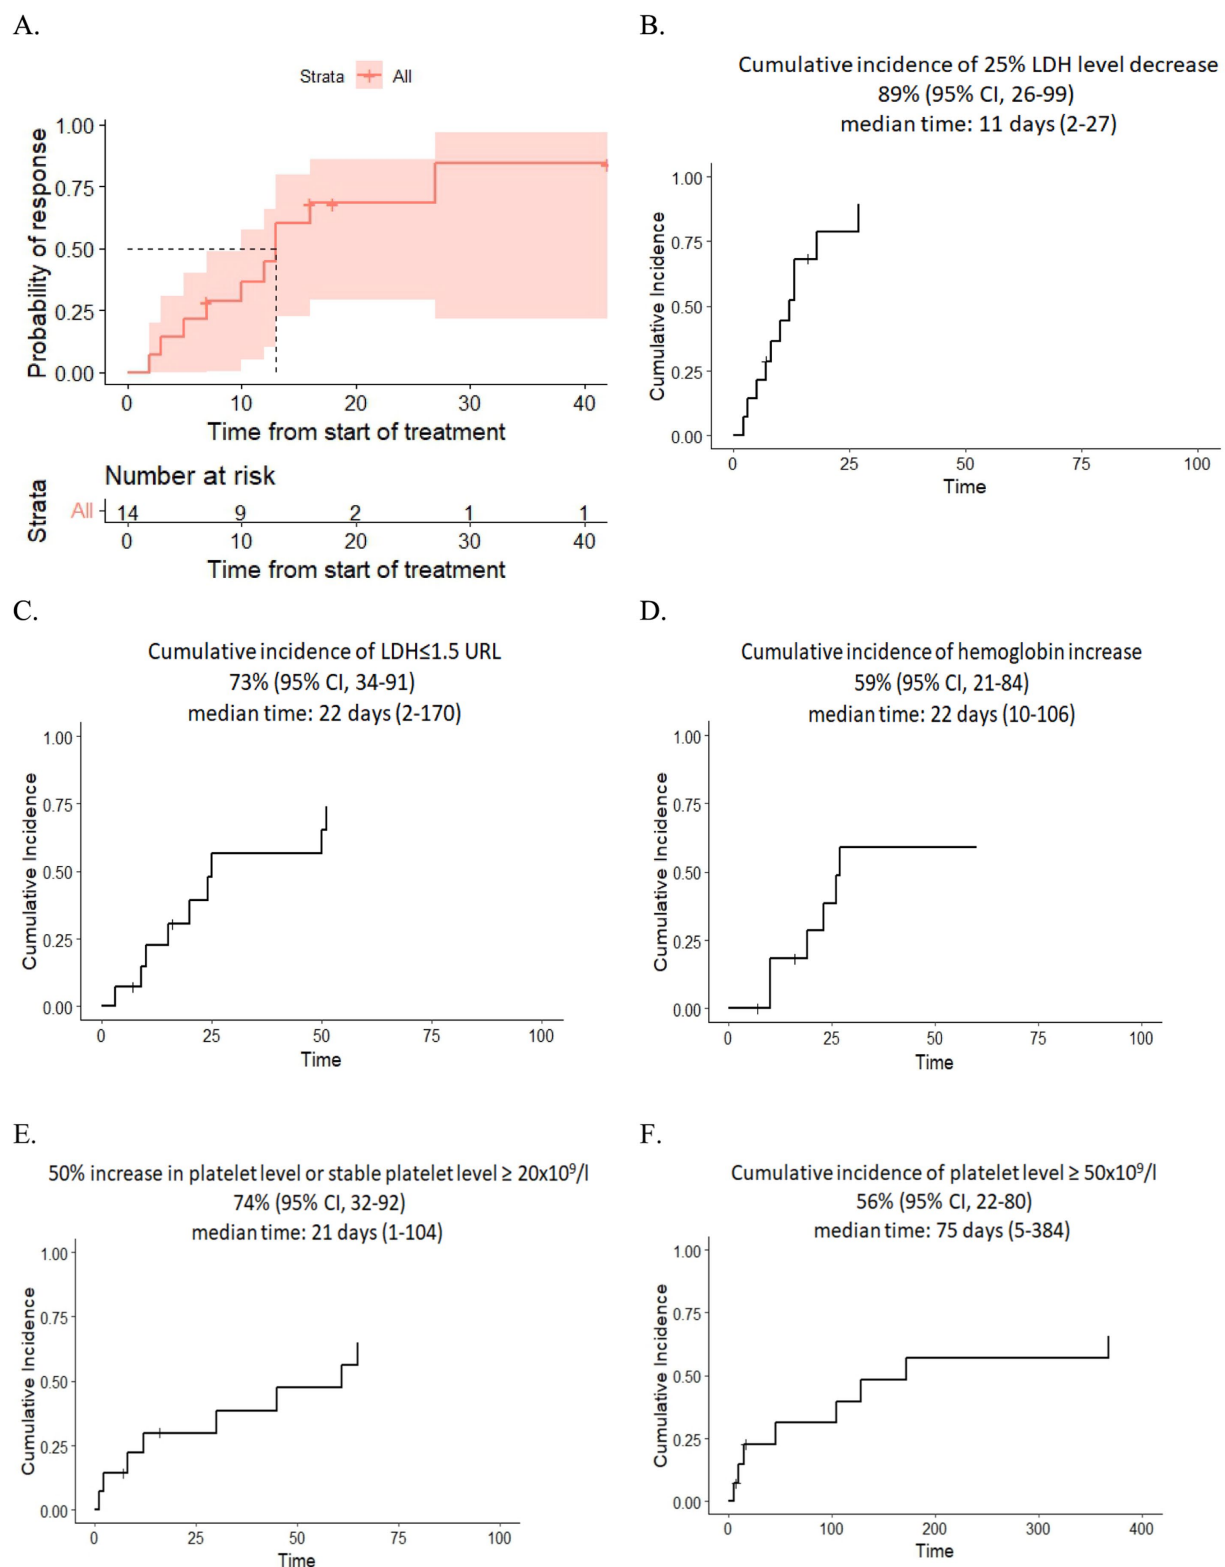 A.
Strata All
Probability of response
1.00
0.75
0.50
0.25
0.00
0 10 20 30 40
Time from start of treatment
Number at risk
Strata
All 14 9 2 1 1
0 10 20 30 40
Time from start of treatment
B.
Cumulative incidence of 25% LDH level decrease
89% (95% CI, 26-99)
median time: 11 days (2-27)
Cumulative Incidence
1.00
0.75
0.50
0.25
0.00
0 25 50 75 100
Time
C.
Cumulative incidence of LDH≤1.5 URL
73% (95% CI, 34-91)
median time: 22 days (2-170)
Cumulative Incidence
1.00
0.75
0.50
0.25
0.00
0 25 50 75 100
Time
D.
Cumulative incidence of hemoglobin increase
59% (95% CI, 21-84)
median time: 22 days (10-106)
Cumulative Incidence
1.00
0.75
0.50
0.25
0.00
0 25 50 75 100
Time
E.
50% increase in platelet level or stable platelet level ≥ 20x10⁹/l
74% (95% CI, 32-92)
median time: 21 days (1-104)
Cumulative Incidence
1.00
0.75
0.50
0.25
0.00
0 25 50 75 100
Time
F.
Cumulative incidence of platelet level ≥ 50x10⁹/l
56% (95% CI, 22-80)
median time: 75 days (5-384)
Cumulative Incidence
1.00
0.75
0.50
0.25
0.00
0 100 200 300 400
Time